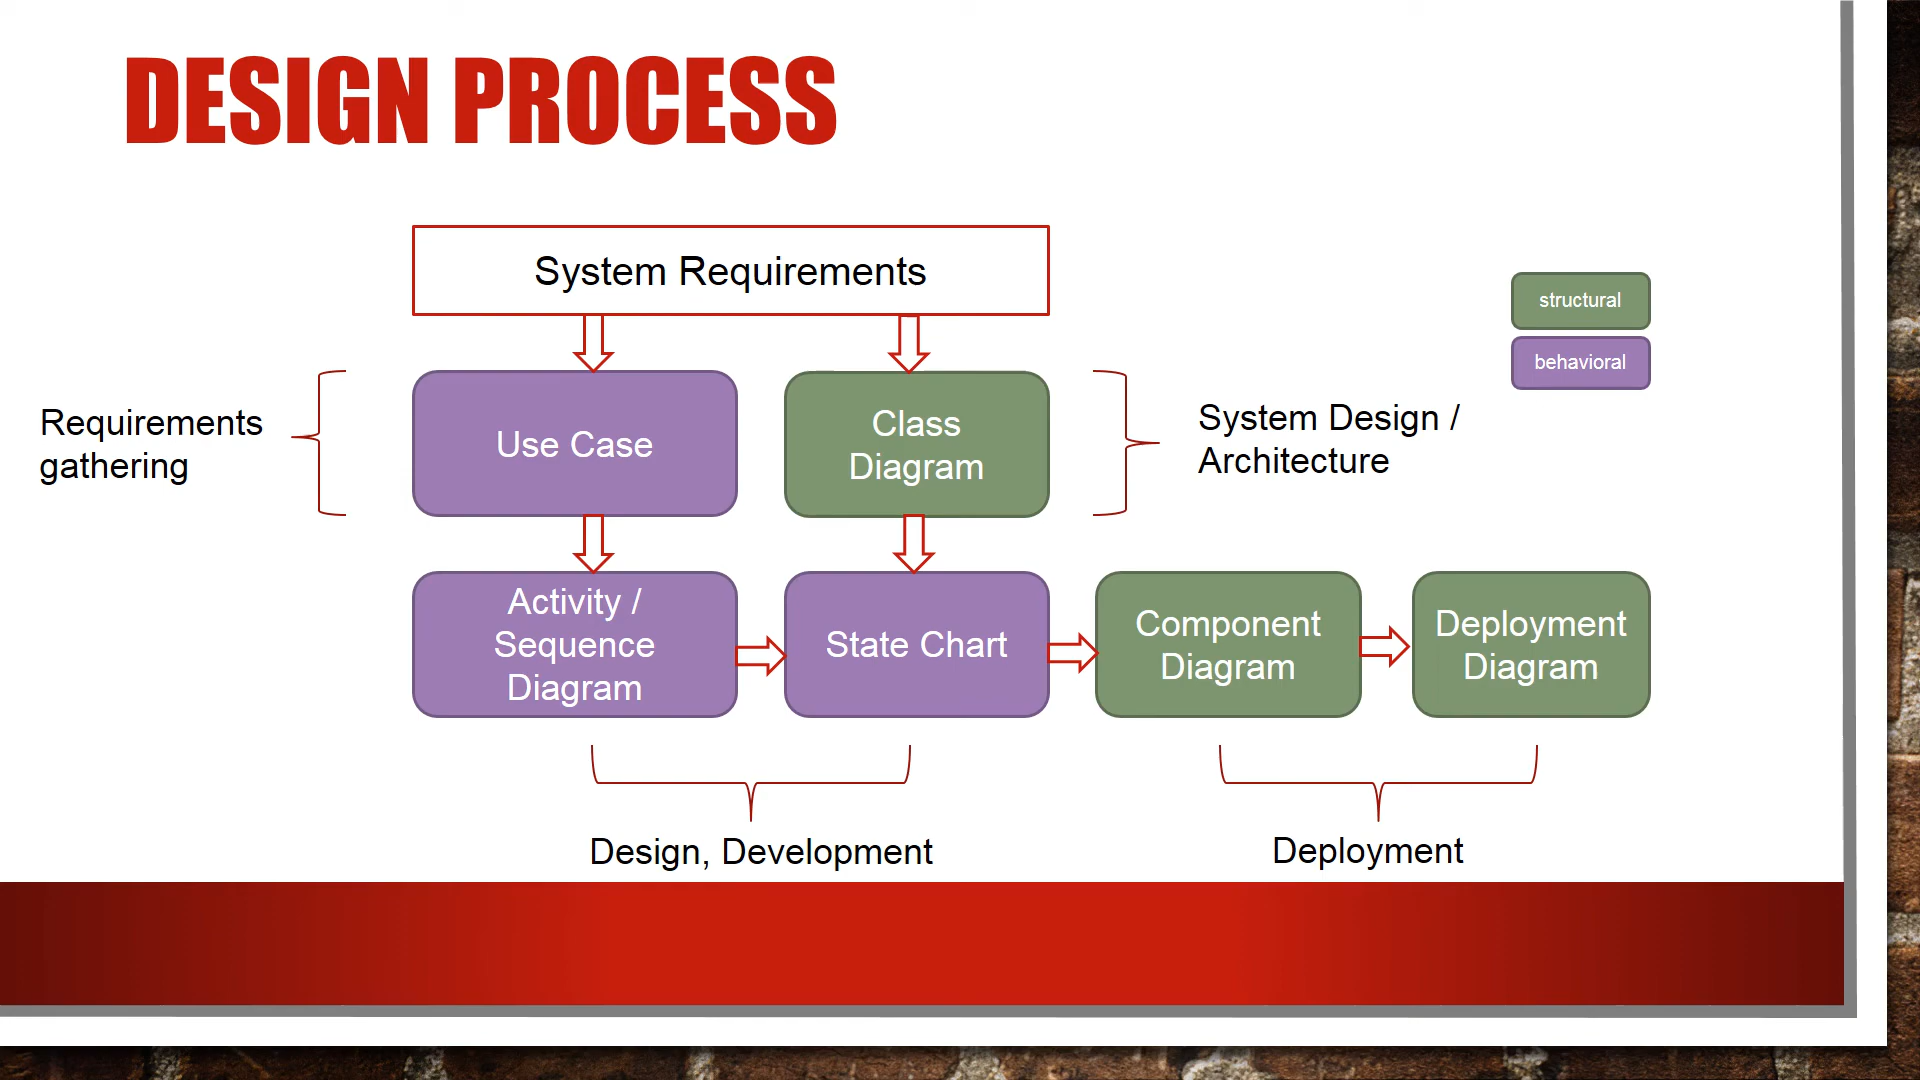 DESIGN PROCESS
System Requirements
structural
behavioral
Requirements
gathering
Use Case
Class
Diagram
System Design /
Architecture
Activity /
Sequence
Diagram
State Chart
Component
Diagram
Deployment
Diagram
Design, Development
Deployment